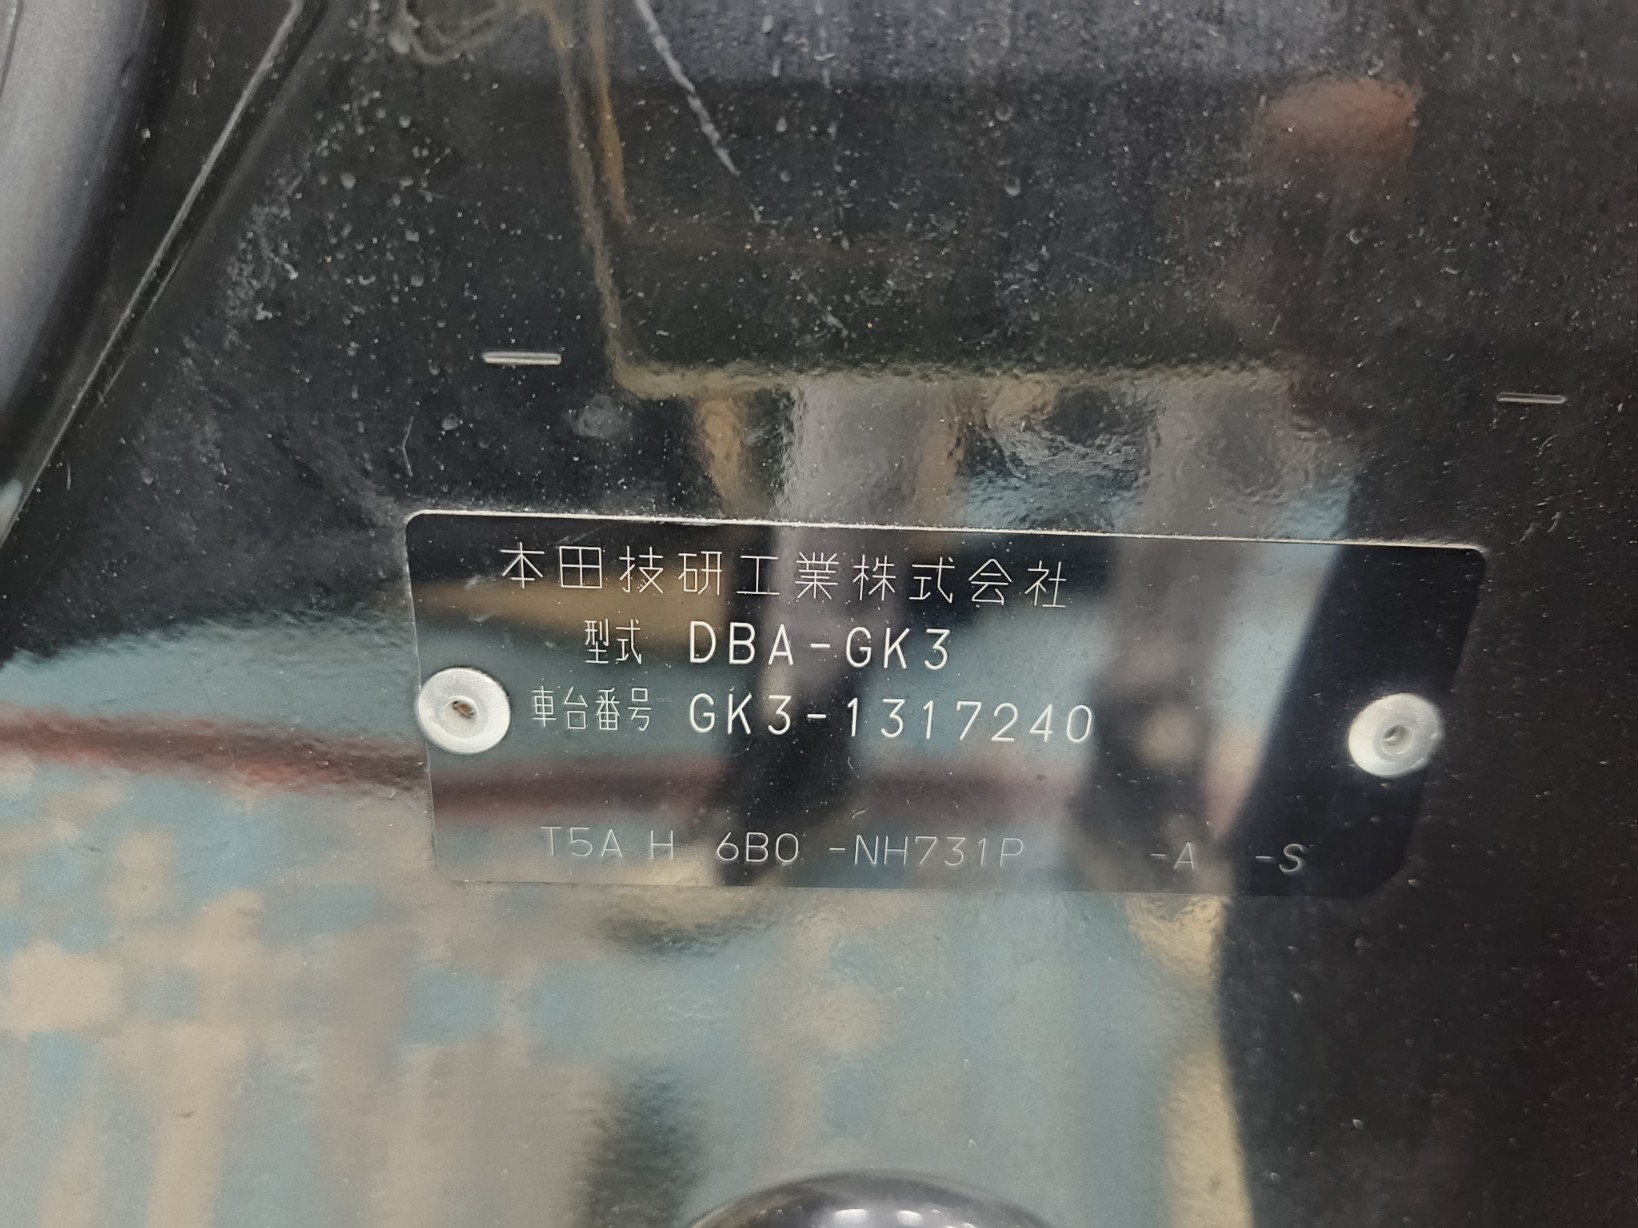 本田技研工業株式会社
型式 DBA-GK3
車台番号 GK3-1317240
T5A H 6B0 -NH731P -A -S